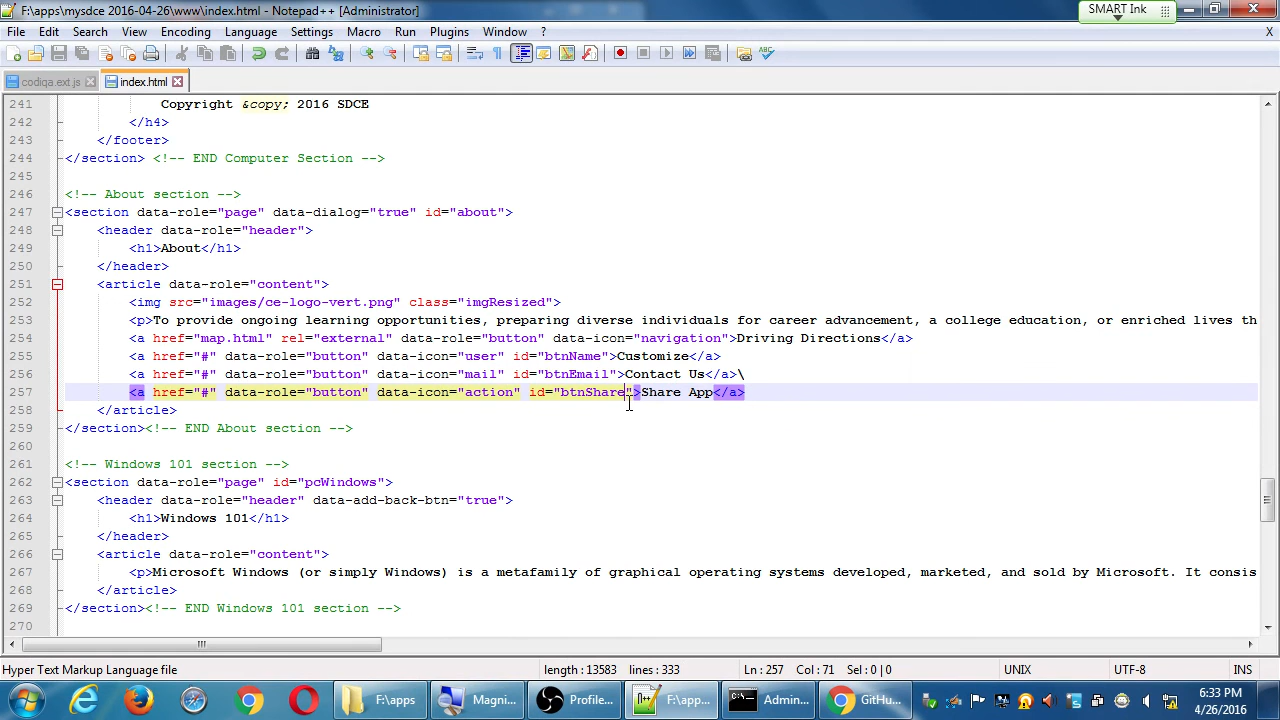 F:\apps\mysdce 2016-04-26\www\index.html - Notepad++ [Administrator]
SMART Ink
File Edit Search View Encoding Language Settings Macro Run Plugins Window ? X
codiqa.ext.js index.html
241 Copyright &copy; 2016 SDCE
242 </h4>
243 </footer>
244 </section> <!-- END Computer Section -->
245
246 <!-- About section -->
247 <section data-role="page" data-dialog="true" id="about">
248 <header data-role="header">
249 <h1>About</h1>
250 </header>
251 <article data-role="content">
252 <img src="images/ce-logo-vert.png" class="imgResized">
253 <p>To provide ongoing learning opportunities, preparing diverse individuals for career advancement, a college education, or enriched lives th
254 <a href="map.html" rel="external" data-role="button" data-icon="navigation">Driving Directions</a>
255 <a href="#" data-role="button" data-icon="user" id="btnName">Customize</a>
256 <a href="#" data-role="button" data-icon="mail" id="btnEmail">Contact Us</a>\
257 <a href="#" data-role="button" data-icon="action" id="btnShare">Share App</a>
258 </article>
259 </section><!-- END About section -->
260
261 <!-- Windows 101 section -->
262 <section data-role="page" id="pcWindows">
263 <header data-role="header" data-add-back-btn="true">
264 <h1>Windows 101</h1>
265 </header>
266 <article data-role="content">
267 <p>Microsoft Windows (or simply Windows) is a metafamily of graphical operating systems developed, marketed, and sold by Microsoft. It consis
268 </article>
269 </section><!-- END Windows 101 section -->
270
Hyper Text Markup Language file length : 13583 lines : 333 Ln : 257 Col : 71 Sel : 0 | 0 UNIX UTF-8 INS
F:\apps Magni... Profile... F:\app... Admin... GitHu... 6:33 PM
4/26/2016